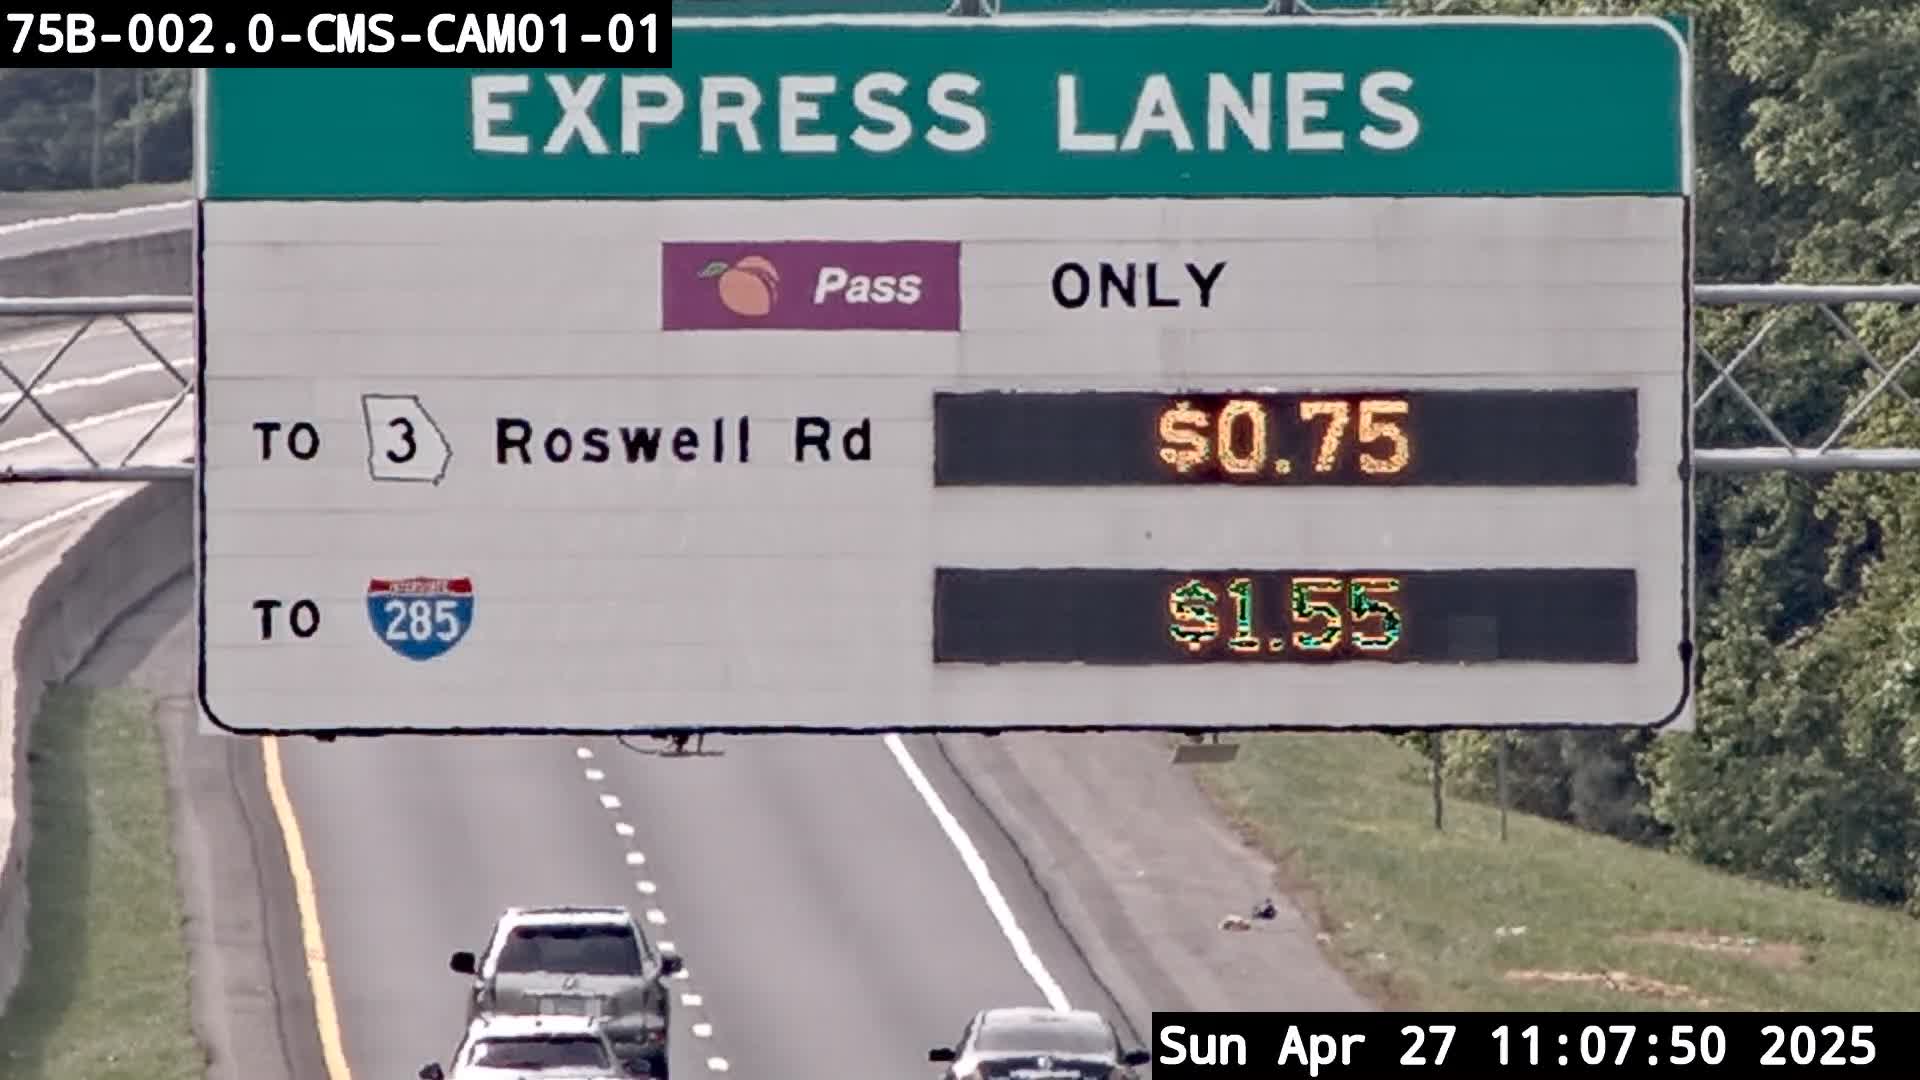 75B-002.0-CMS-CAM01-01
EXPRESS LANES
Pass ONLY
TO 3 Roswell Rd $0.75
INTERSTATE
TO 285 $1.55
Sun Apr 27 11:07:50 2025